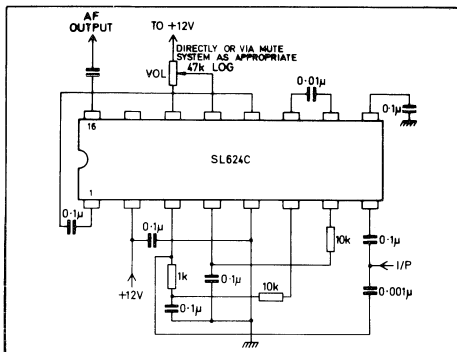 AF
OUTPUT
TO +12V
DIRECTLY OR VIA MUTE
SYSTEM AS APPROPRIATE
VOL
47k LOG
0·01µ
0·1µ
16
SL624C
1
0·1µ
0·1µ
+12V
1k
0·1µ
0·1µ
10k
10k
0·1µ
I/P
0·001µ